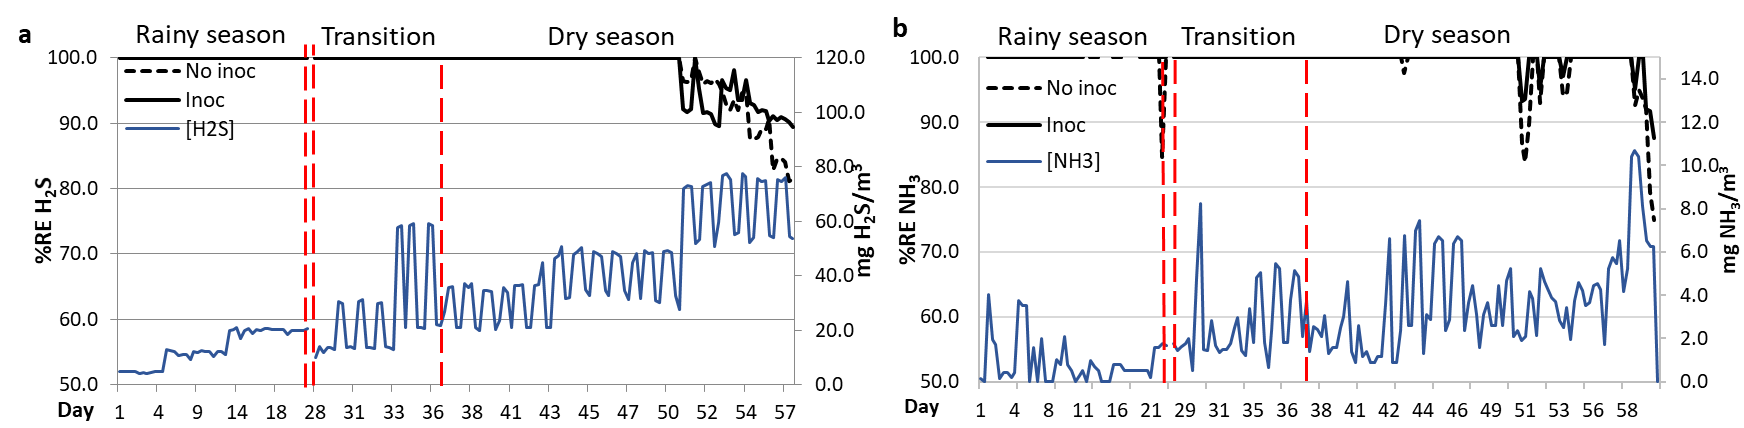 a
Rainy season
Transition
Dry season
100.0
90.0
80.0
70.0
60.0
50.0
%RE H2S
No inoc
Inoc
[H2S]
120.0
100.0
80.0
60.0
40.0
20.0
0.0
mg H2S/m³
Day
1 4 9 14 18 28 31 33 36 38 41 43 45 47 50 52 54 57
b
Rainy season
Transition
Dry season
100.0
90.0
80.0
70.0
60.0
50.0
%RE NH3
No inoc
Inoc
[NH3]
14.0
12.0
10.0
8.0
6.0
4.0
2.0
0.0
mg NH3/m³
Day
1 4 8 11 16 21 29 31 35 36 38 41 42 44 46 49 51 53 56 58